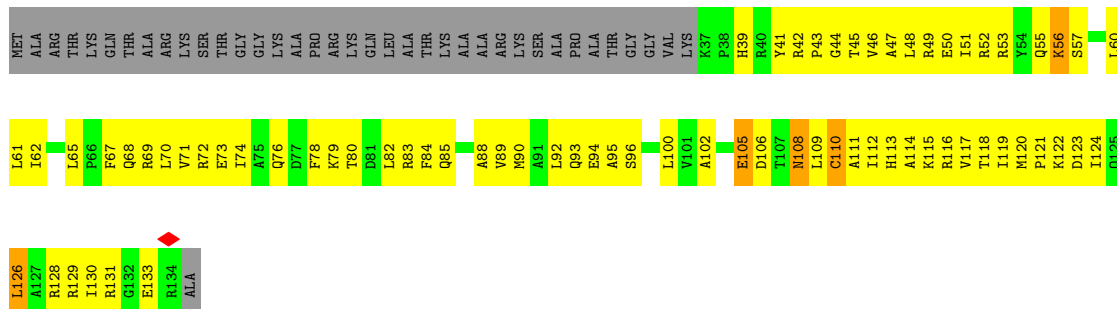 MET ALA ARG THR LYS GLN THR ALA ARG LYS SER THR GLY GLY LYS ALA PRO ARG LYS GLN LEU ALA THR LYS ALA ALA ARG LYS SER ALA PRO ALA THR GLY GLY VAL LYS K37 P38 H39 R40 Y41 R42 P43 G44 T45 V46 A47 L48 R49 E50 I51 R52 R53 Y54 Q55 K56 S57 L60
L61 I62 L65 P66 F67 Q68 R69 L70 V71 R72 E73 I74 A75 Q76 D77 F78 K79 T80 D81 L82 R83 F84 Q85 A88 V89 M90 A91 L92 Q93 E94 A95 S96 L100 V101 A102 E105 D106 T107 N108 L109 C110 A111 I112 H113 A114 K115 R116 V117 T118 I119 M120 P121 K122 D123 I124 Q125
L126 A127 R128 R129 I130 R131 G132 E133 R134 ALA